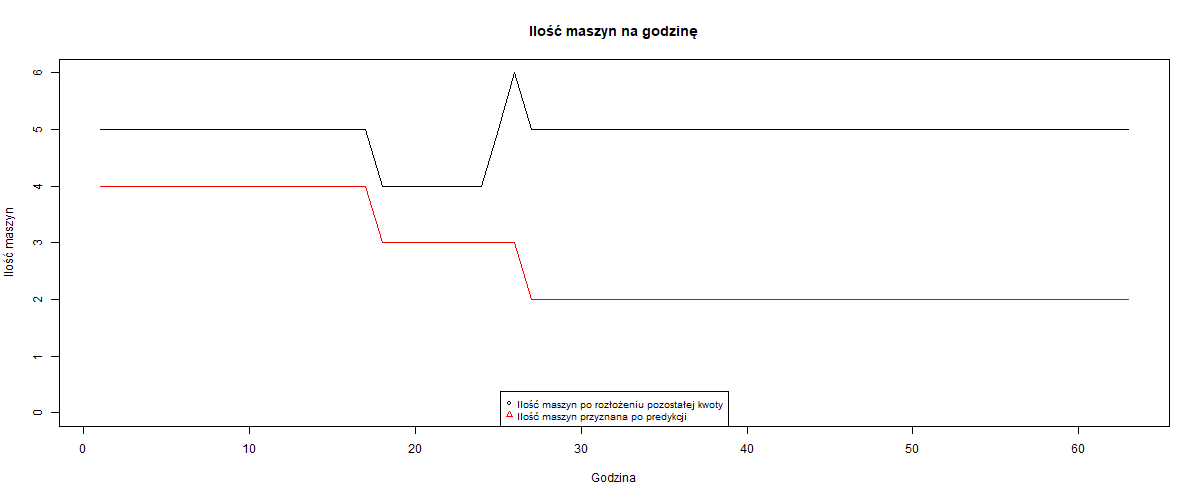 Ilość maszyn na godzinę
Ilość maszyn
6
5
4
3
2
1
0
Ilość maszyn po rozłożeniu pozostałej kwoty
Ilość maszyn przyznana po predykcji
0 10 20 30 40 50 60
Godzina